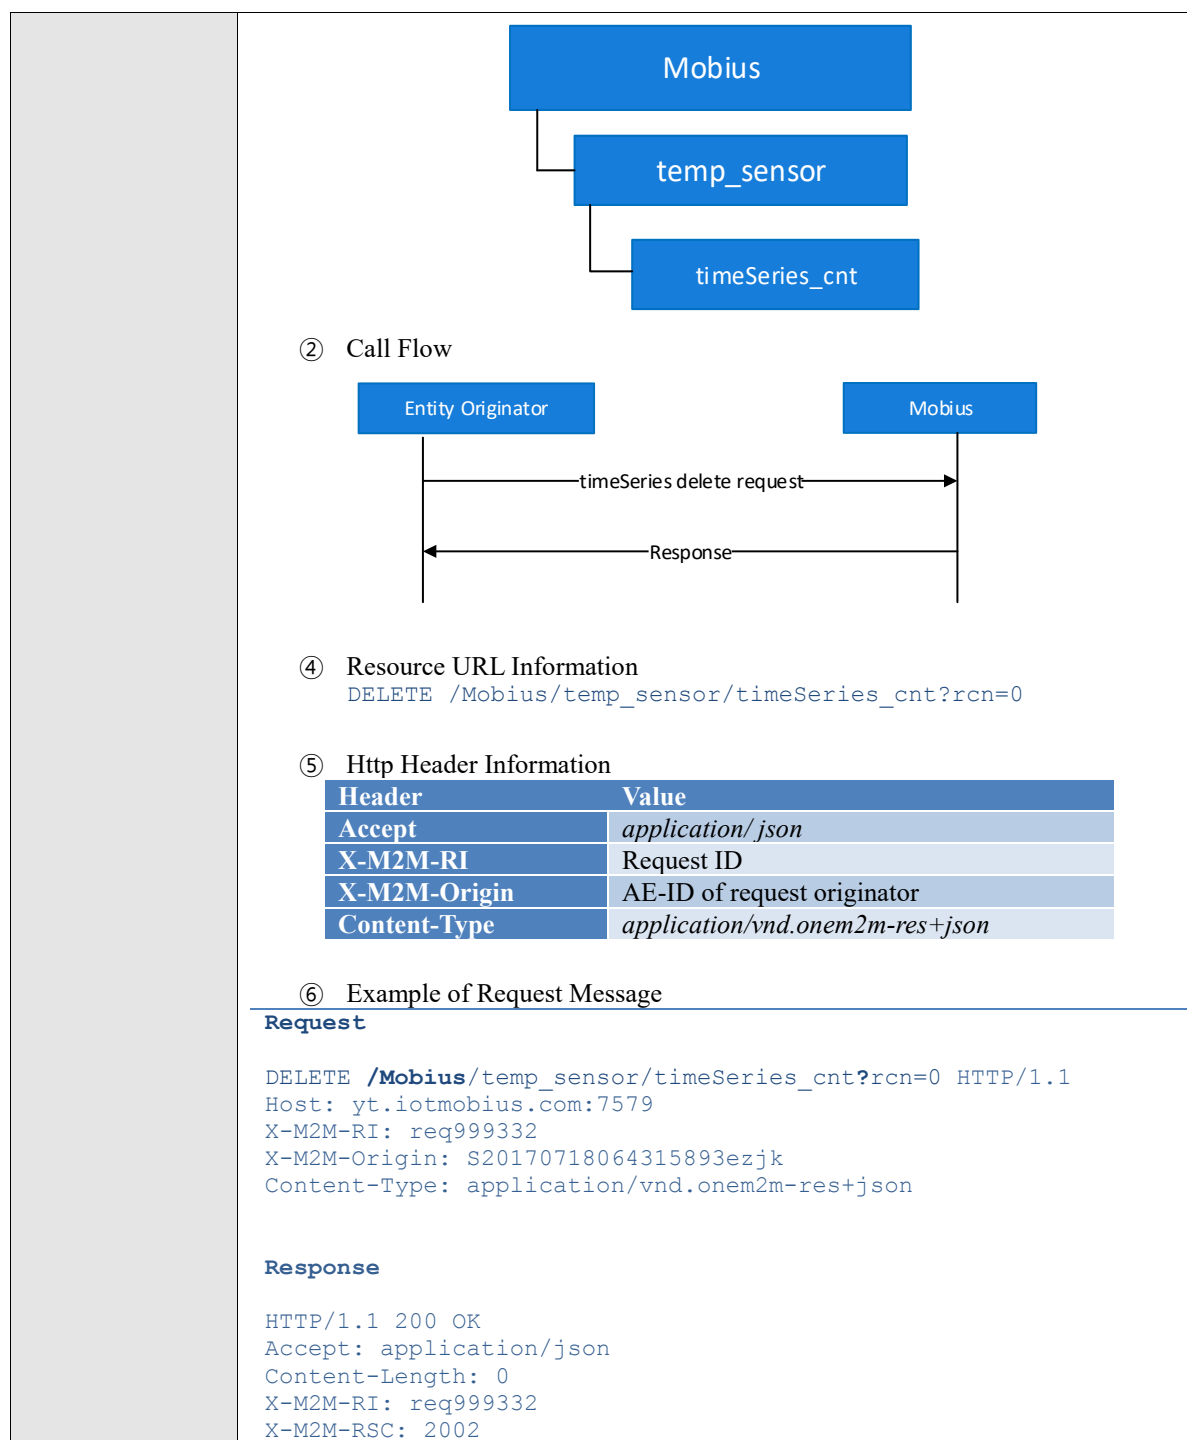 Mobius
temp_sensor
timeSeries_cnt
② Call Flow
Entity Originator Mobius
timeSeries delete request
Response
④ Resource URL Information
DELETE /Mobius/temp_sensor/timeSeries_cnt?rcn=0
⑤ Http Header Information
Header Value
Accept application/ json
X-M2M-RI Request ID
X-M2M-Origin AE-ID of request originator
Content-Type application/vnd.onem2m-res+json
⑥ Example of Request Message
Request
DELETE /Mobius/temp_sensor/timeSeries_cnt?rcn=0 HTTP/1.1
Host: yt.iotmobius.com:7579
X-M2M-RI: req999332
X-M2M-Origin: S20170718064315893ezjk
Content-Type: application/vnd.onem2m-res+json
Response
HTTP/1.1 200 OK
Accept: application/json
Content-Length: 0
X-M2M-RI: req999332
X-M2M-RSC: 2002